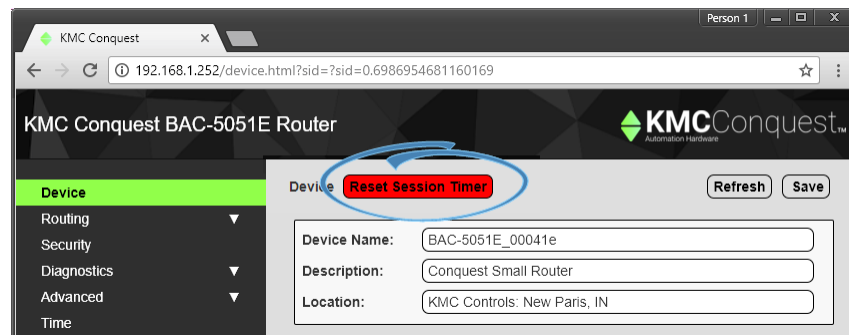 Person 1
KMC Conquest
192.168.1.252/device.html?sid=?sid=0.6986954681160169
KMC Conquest BAC-5051E Router
KMCConquest™
Automation Hardware
Device
Routing
Security
Diagnostics
Advanced
Time
Device Reset Session Timer Refresh Save
Device Name: BAC-5051E_00041e
Description: Conquest Small Router
Location: KMC Controls: New Paris, IN